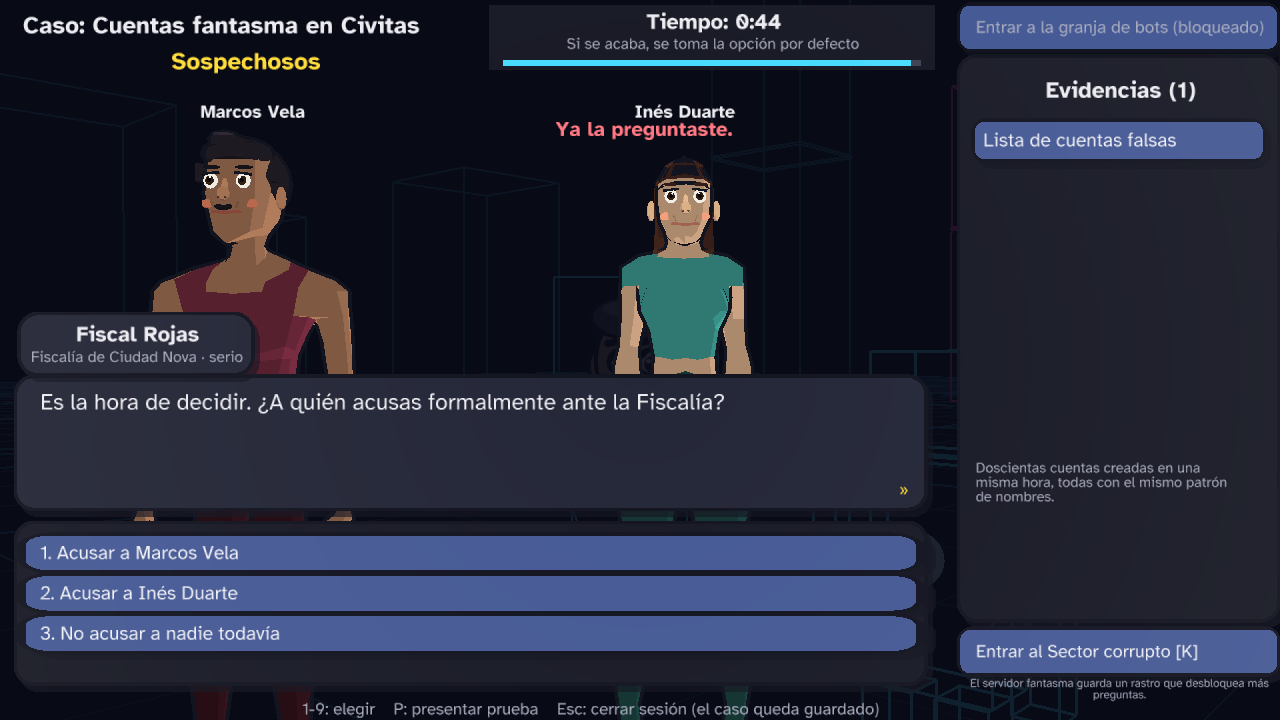 Caso: Cuentas fantasma en Civitas
Sospechosos
Tiempo: 0:44
Si se acaba, se toma la opción por defecto
Entrar a la granja de bots (bloqueado)
Evidencias (1)
Lista de cuentas falsas
Marcos Vela
Inés Duarte
Ya la preguntaste.
Fiscal Rojas
Fiscalía de Ciudad Nova · serio
Es la hora de decidir. ¿A quién acusas formalmente ante la Fiscalía?
»
Doscientas cuentas creadas en una
misma hora, todas con el mismo patrón
de nombres.
1. Acusar a Marcos Vela
2. Acusar a Inés Duarte
3. No acusar a nadie todavía
Entrar al Sector corrupto [K]
El servidor fantasma guarda un rastro que desbloquea más
preguntas.
1-9: elegir P: presentar prueba Esc: cerrar sesión (el caso queda guardado)